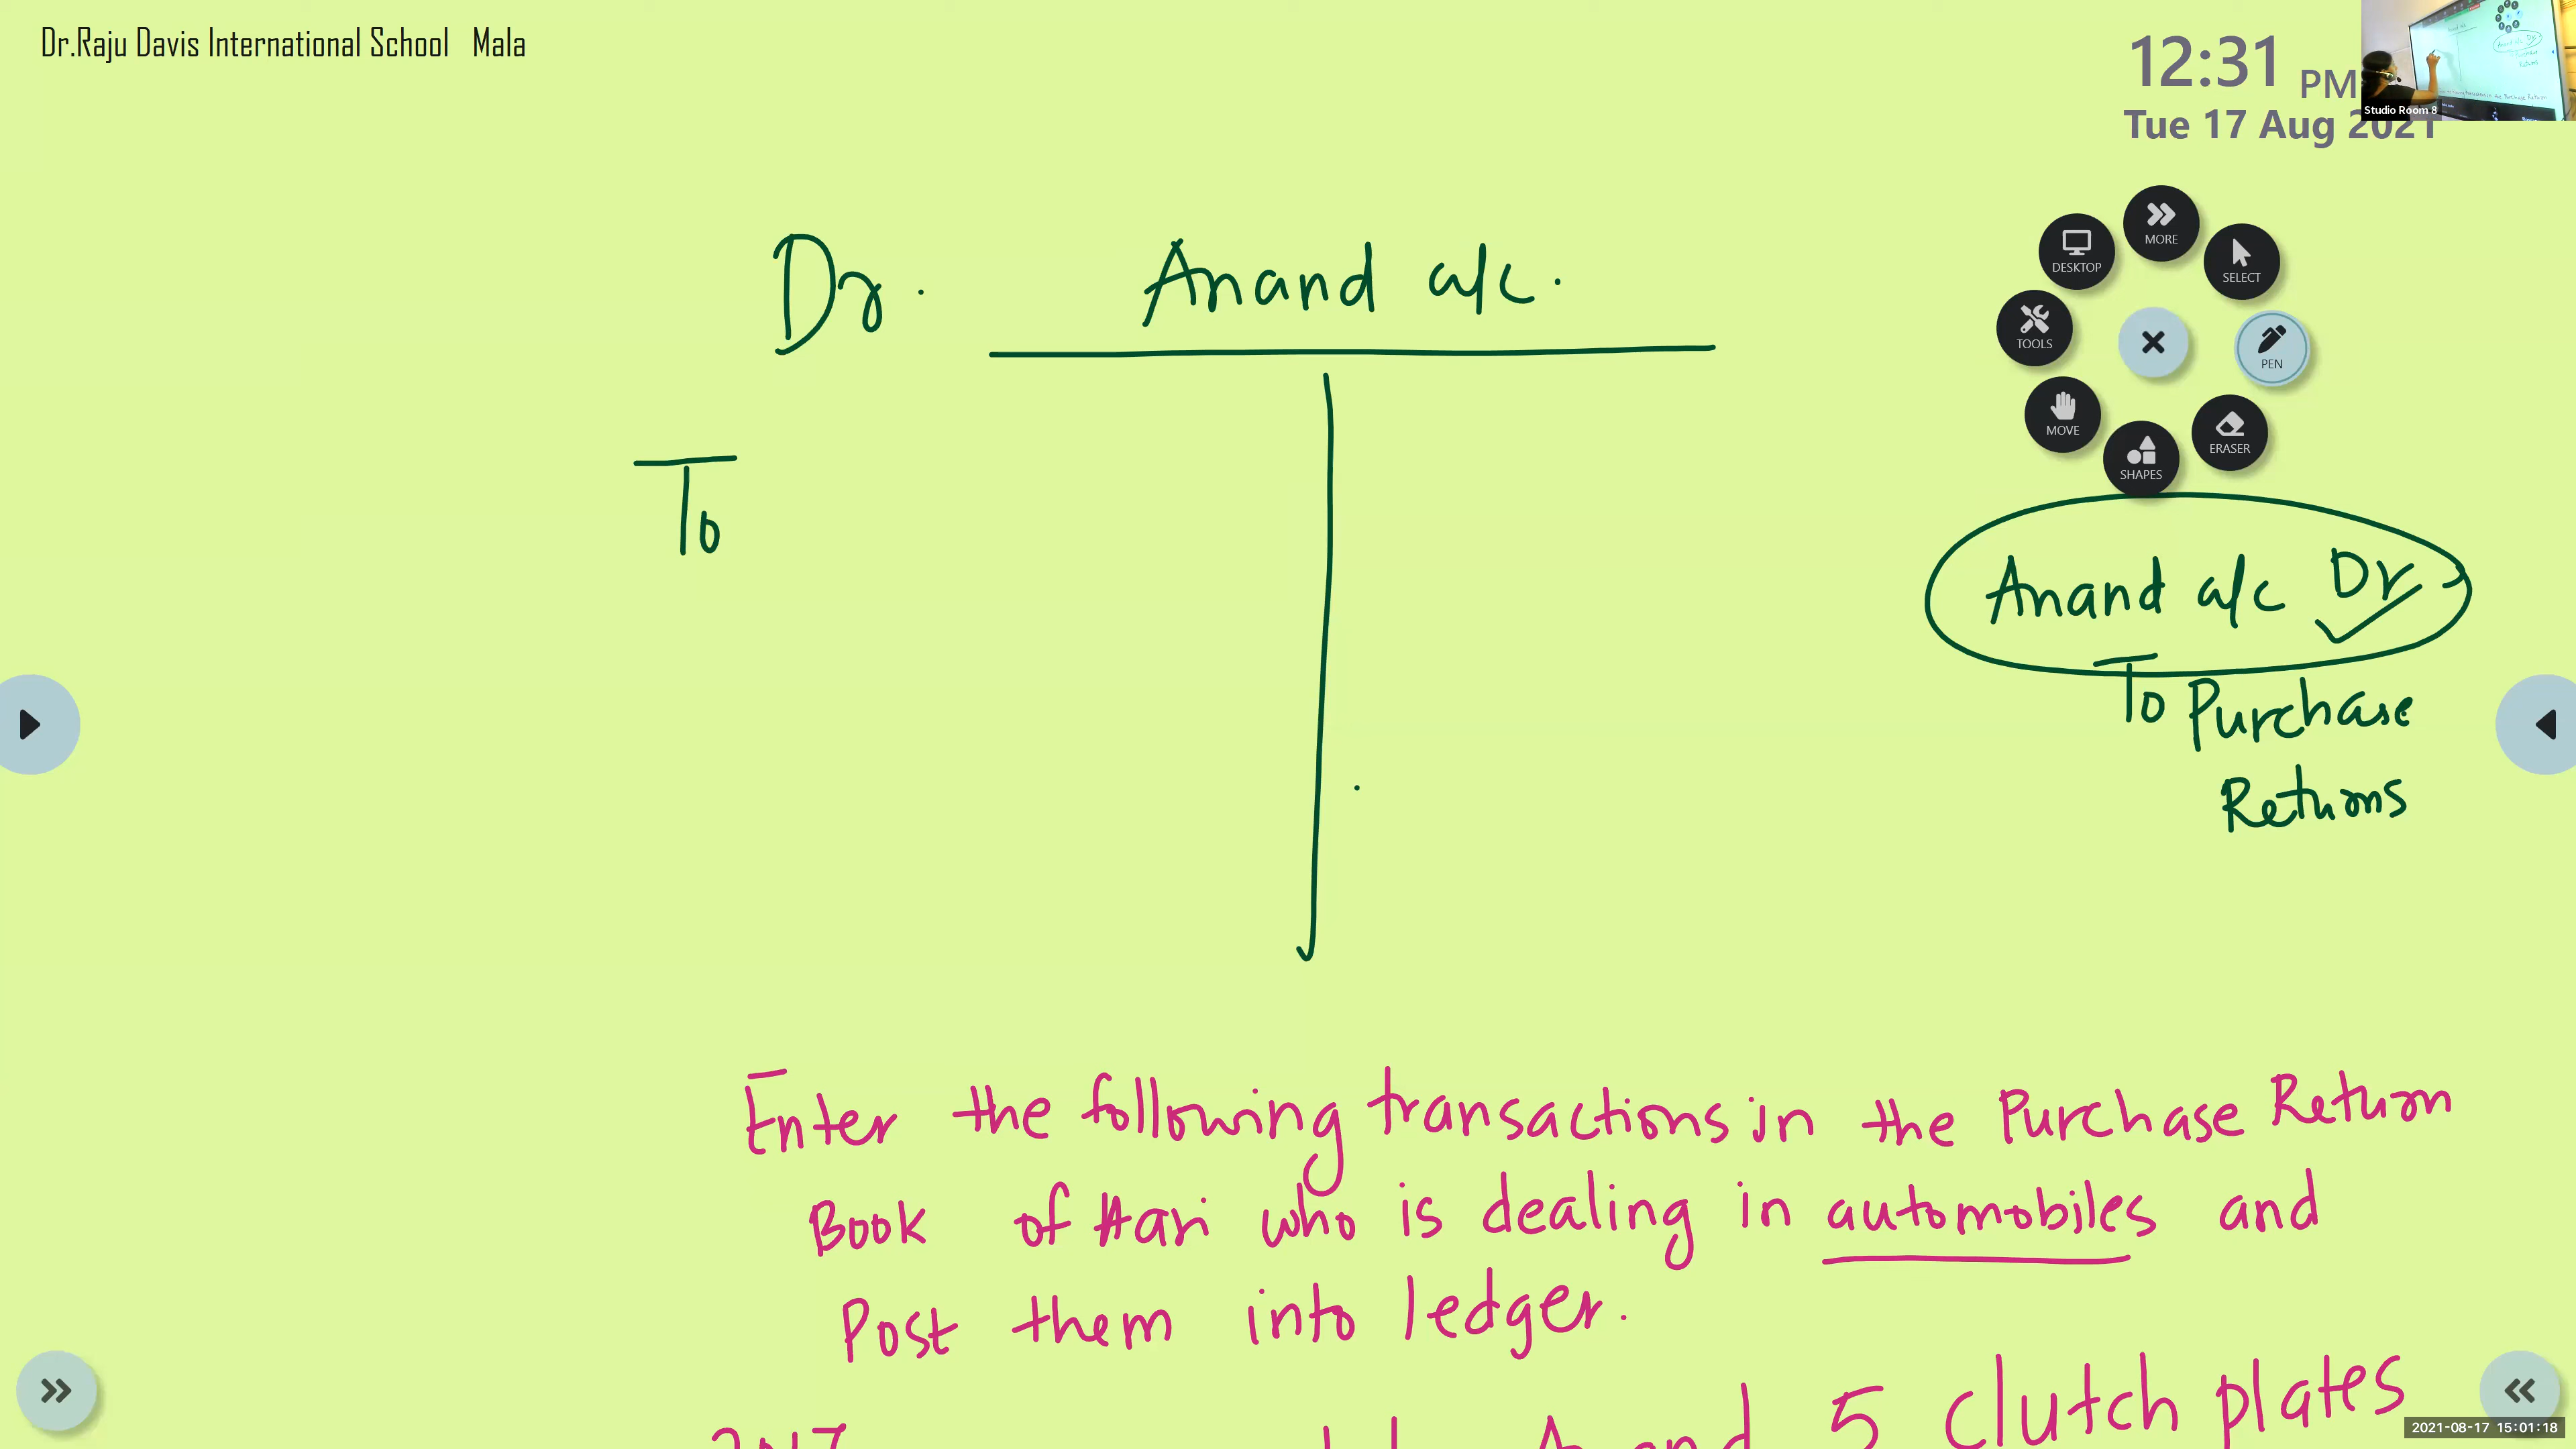 Dr.Raju Davis International School Mala
12:31 PM
Tue 17 Aug 2021
Studio Room 8
MORE
DESKTOP
SELECT
TOOLS
PEN
MOVE
ERASER
SHAPES
Dr. Anand a/c.
To
Anand a/c Dr
To Purchase
Returns
Enter the following transactions in the Purchase Return
Book of Hari who is dealing in automobiles and
Post them into ledger.
5 clutch plates
2021-08-17 15:01:18